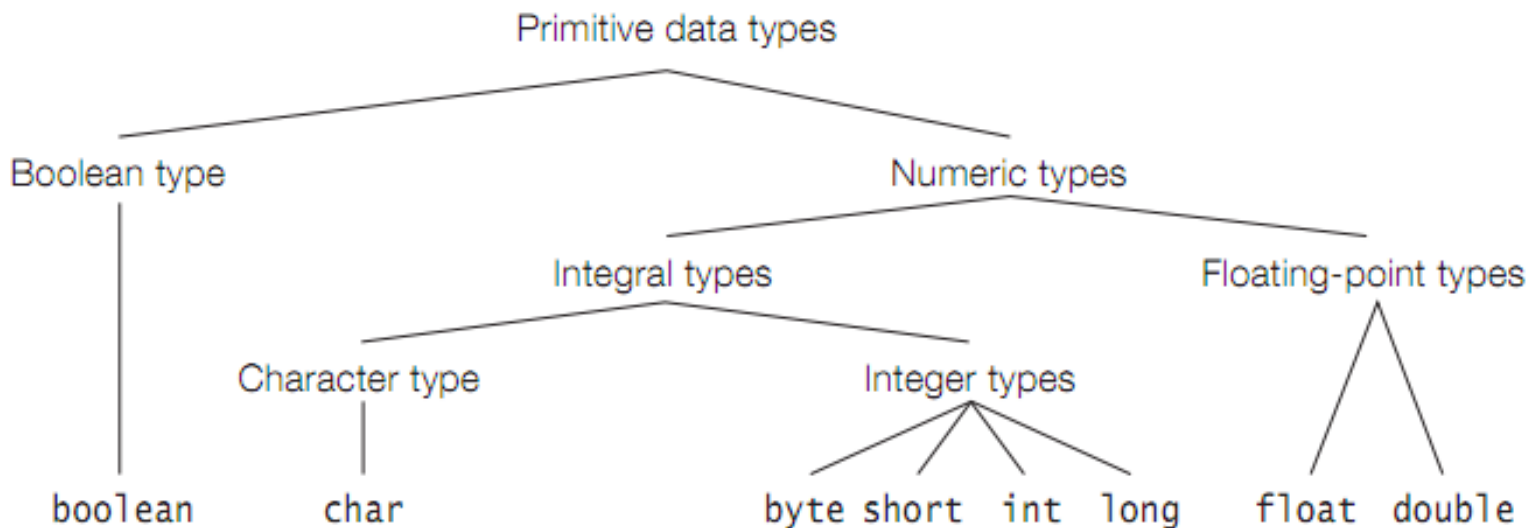 Primitive data types
Boolean type Numeric types
Integral types Floating-point types
Character type Integer types
boolean char byte short int long float double